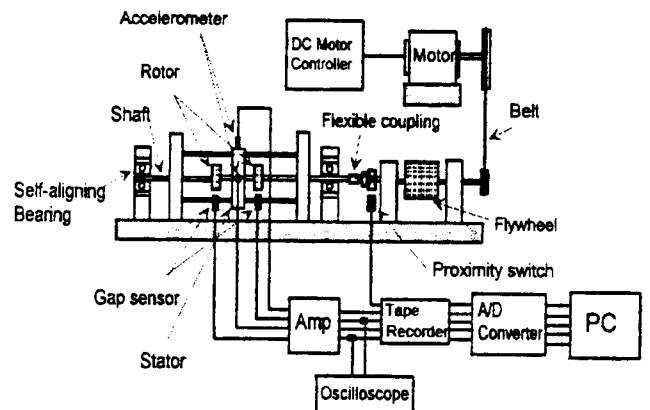 Accelerometer
Rotor
Shaft
DC Motor
Controller
Motor
Belt
Flexible coupling
Self-aligning
Bearing
Flywheel
Proximity switch
Gap sensor
Stator
Amp
Tape
Recorder
A/D
Converter
PC
Oscilloscope